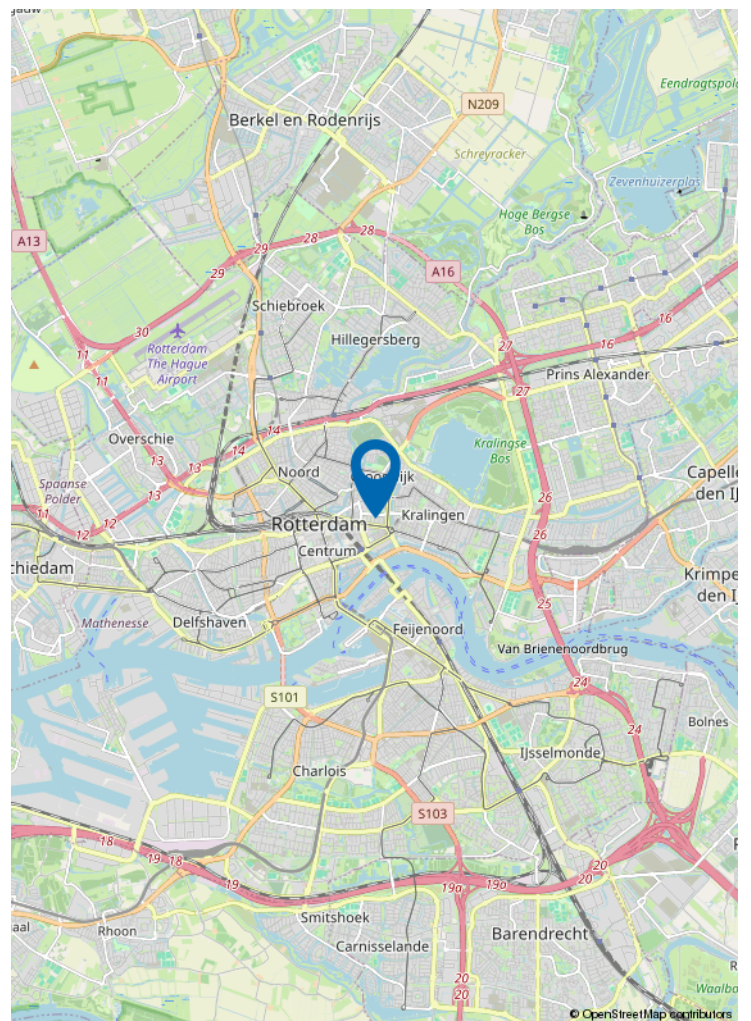 gauw
N209
Eendragtspold
Berkel en Rodenrijs
Schreyracker
Zevenhuizerplas
Hoge Bergse
Bos
A13
28
28
29
29
A16
Schiebroek
30
Hillegersberg
16
16
27
Rotterdam
The Hague
Airport
11
11
Prins Alexander
27
14
14
Overschie
13
13
Kralingse
Bos
Noord
Capelle
den IJ
Spaanse
Polder
11
12
12
26
26
Kralingen
Rotterdam
Centrum
chiedam
Krimpe
den IJ
25
Mathenesse
Delfshaven
Feijenoord
Van Brienenoordbrug
24
S101
24
Bolnes
IJsselmonde
Charlois
S103
18
19
18
19
19a
19a
20
20
Smitshoek
Rhoon
Carnisselande
Barendrecht
20
20
Waalbo
© OpenStreetMap contributors